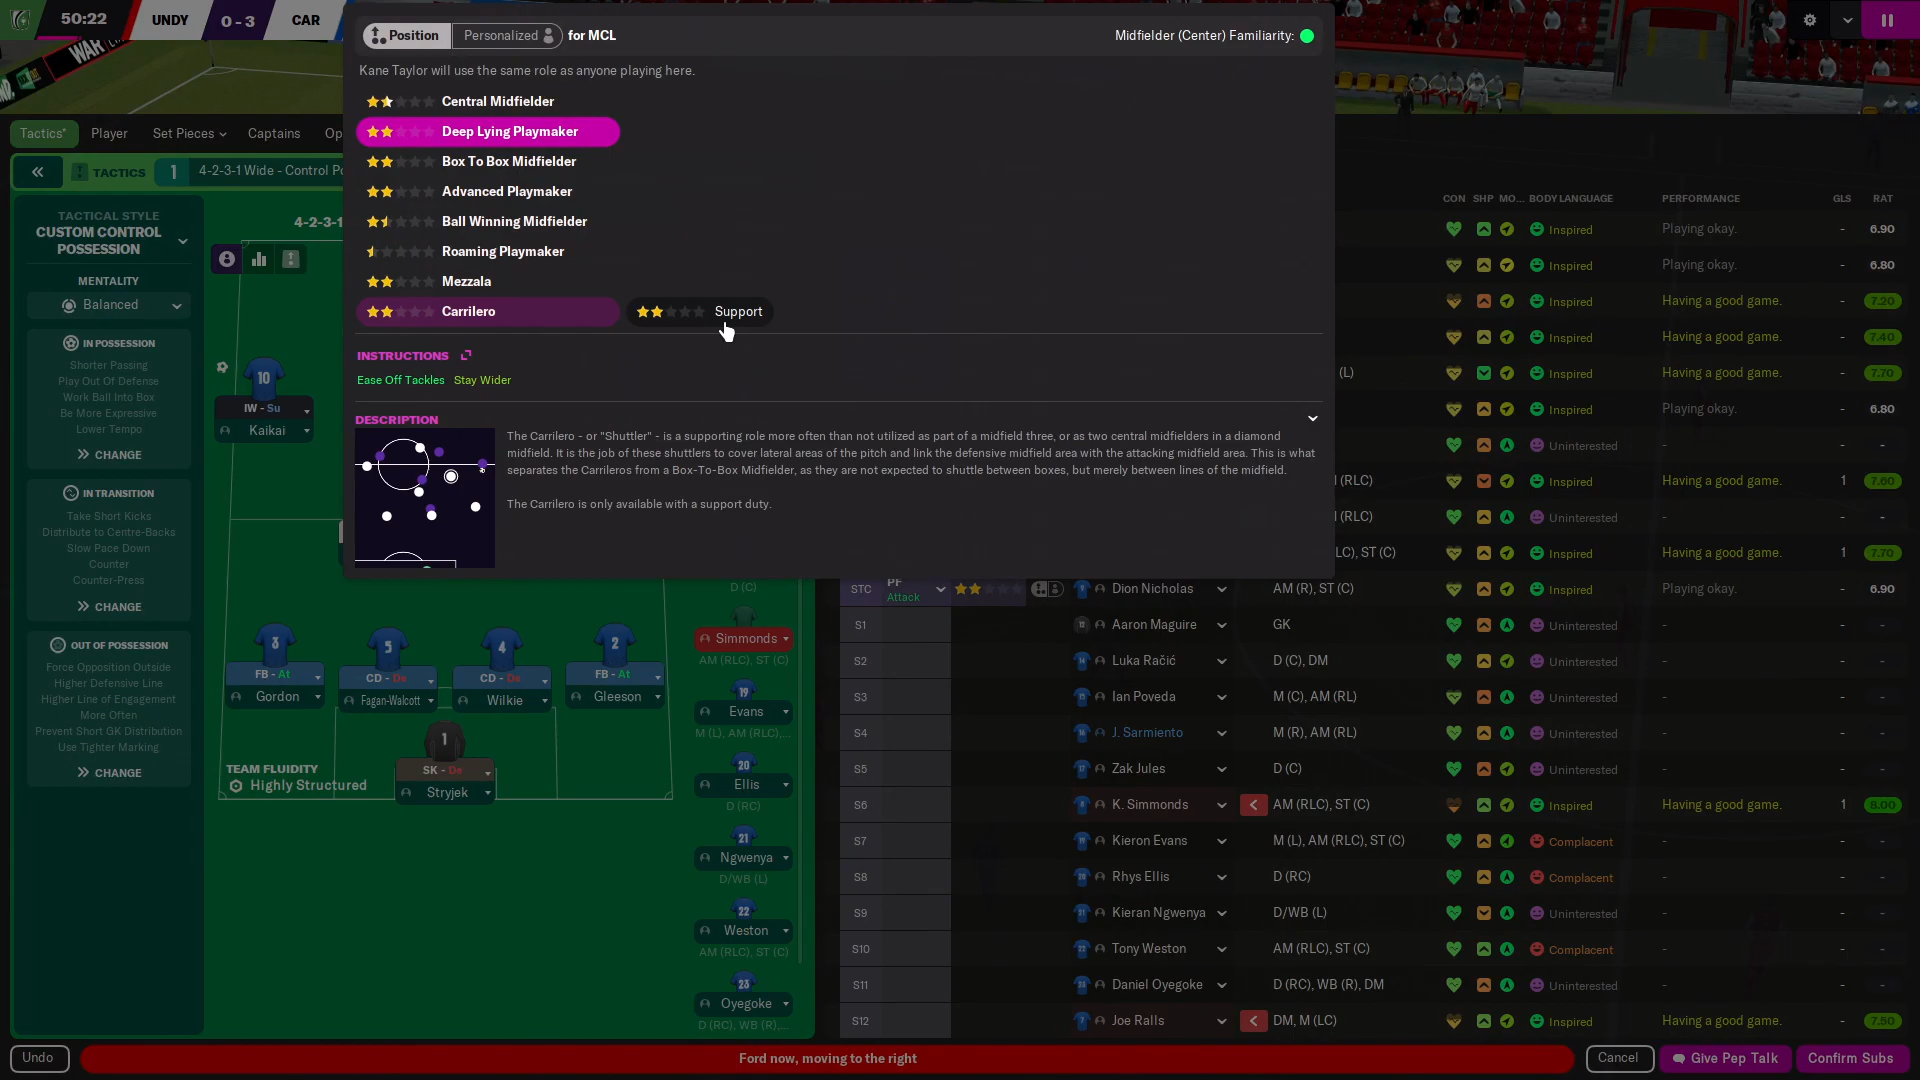 50:22 UNDY 0 - 3 CAR
Position Personalized for MCL
Midfielder (Center) Familiarity:
Kane Taylor will use the same role as anyone playing here.
Central Midfielder
Deep Lying Playmaker
Box To Box Midfielder
Advanced Playmaker
Ball Winning Midfielder
Roaming Playmaker
Mezzala
Carrilero Support
INSTRUCTIONS
Ease Off Tackles Stay Wider
DESCRIPTION
The Carrilero - or "Shuttler" - is a supporting role more often than not utilized as part of a midfield three, or as two central midfielders in a diamond
midfield. It is the job of these shuttlers to cover lateral areas of the pitch and link the defensive midfield area with the attacking midfield area. This is what
separates the Carrileros from a Box-To-Box Midfielder, as they are not expected to shuttle between boxes, but merely between lines of the midfield.
The Carrilero is only available with a support duty.
Tactics* Player Set Pieces Captains Op
TACTICS 1 4-2-3-1 Wide - Control Po
TACTICAL STYLE
CUSTOM CONTROL
POSSESSION
MENTALITY
Balanced
IN POSSESSION
Shorter Passing
Play Out Of Defense
Work Ball Into Box
Be More Expressive
Lower Tempo
CHANGE
IN TRANSITION
Take Short Kicks
Distribute to Centre-Backs
Slow Pace Down
Counter
Counter-Press
CHANGE
OUT OF POSSESSION
Force Opposition Outside
Higher Defensive Line
Higher Line of Engagement
More Often
Prevent Short GK Distribution
Use Tighter Marking
CHANGE
4-2-3-1
10
IW - Su
Kaikai
3
FB - At
Gordon
5
CD - De
Fagan-Walcott
4
CD - De
Wilkie
2
FB - At
Gleeson
1
SK - De
Stryjek
TEAM FLUIDITY
Highly Structured
D (C)
Simmonds
AM (RLC), ST (C)
19
Evans
M (L), AM (RLC),...
20
Ellis
D (RC)
21
Ngwenya
D/WB (L)
22
Weston
AM (RLC), ST (C)
23
Oyegoke
D (RC), WB (R),...
CON SHP MO... BODY LANGUAGE PERFORMANCE GLS RAT
Inspired Playing okay. - 6.90
Inspired Playing okay. - 6.80
Inspired Having a good game. - 7.20
Inspired Having a good game. - 7.40
(L) Inspired Having a good game. - 7.70
Inspired Having a good game. - 6.80
Uninterested - - -
(RLC) Inspired Having a good game. 1 7.60
(RLC) Uninterested - - -
LC), ST (C) Inspired Having a good game. 1 7.70
STC PF Attack Dion Nicholas AM (R), ST (C) Inspired Playing okay. - 6.90
S1 Aaron Maguire GK Uninterested - - -
S2 Luka Račić D (C), DM Uninterested - - -
S3 Ian Poveda M (C), AM (RL) Uninterested - - -
S4 J. Sarmiento M (R), AM (RL) Uninterested - - -
S5 Zak Jules D (C) Uninterested - - -
S6 K. Simmonds AM (RLC), ST (C) Inspired Having a good game. 1 8.00
S7 Kieron Evans M (L), AM (RLC), ST (C) Complacent - - -
S8 Rhys Ellis D (RC) Complacent - - -
S9 Kieran Ngwenya D/WB (L) Uninterested - - -
S10 Tony Weston AM (RLC), ST (C) Complacent - - -
S11 Daniel Oyegoke D (RC), WB (R), DM Uninterested - - -
S12 Joe Ralls DM, M (LC) Inspired Having a good game. - 7.50
Undo
Ford now, moving to the right
Cancel Give Pep Talk Confirm Subs